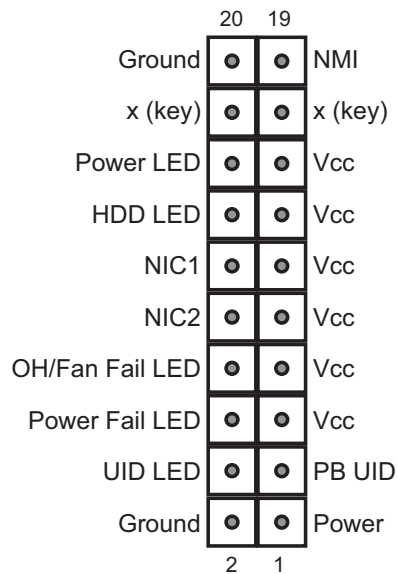 20 19
Ground NMI
x (key) x (key)
Power LED Vcc
HDD LED Vcc
NIC1 Vcc
NIC2 Vcc
OH/Fan Fail LED Vcc
Power Fail LED Vcc
UID LED PB UID
Ground Power
2 1